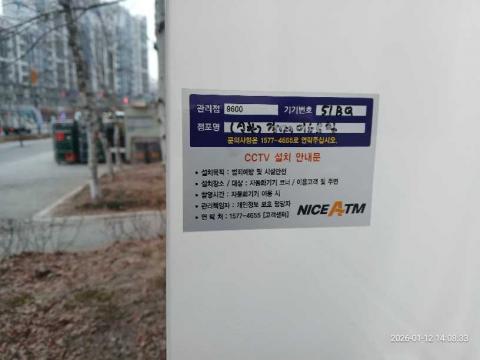 관리점 9600 기기번호 51BQ
점포명
문의사항은 1577-4655로 연락주십시오.
CCTV 설치 안내문
• 설치목적 : 범죄예방 및 시설안전
• 설치장소 / 대상 : 자동화기기 코너 / 이용고객 및 주변
• 촬영시간 : 자동화기기 이용 시
• 관리책임자 : 개인정보 보호 담당자
• 연 락 처 : 1577-4655 [고객센터]
NICE ATM
2026-01-12 14:08:33